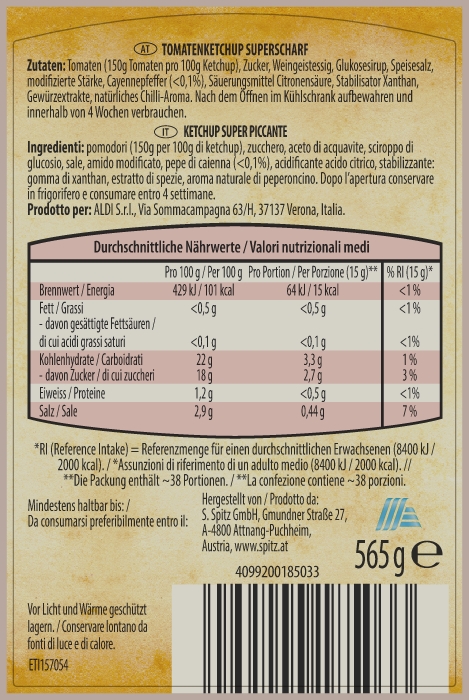 AT TOMATENKETCHUP SUPERSCHARF
Zutaten: Tomaten (150g Tomaten pro 100g Ketchup), Zucker, Weingeistessig, Glukosesirup, Speisesalz,
modifizierte Stärke, Cayennepfeffer (<0,1%), Säuerungsmittel Citronensäure, Stabilisator Xanthan,
Gewürzextrakte, natürliches Chilli-Aroma. Nach dem Öffnen im Kühlschrank aufbewahren und
innerhalb von 4 Wochen verbrauchen.
IT KETCHUP SUPER PICCANTE
Ingredienti: pomodori (150g per 100g di ketchup), zucchero, aceto di acquavite, sciroppo di
glucosio, sale, amido modificato, pepe di caienna (<0,1%), acidificante acido citrico, stabilizzante:
gomma di xanthan, estratto di spezie, aroma naturale di peperoncino. Dopo l'apertura conservare
in frigorifero e consumare entro 4 settimane.
Prodotto per: ALDI S.r.l., Via Sommacampagna 63/H, 37137 Verona, Italia.
Durchschnittliche Nährwerte / Valori nutrizionali medi
Pro 100 g / Per 100 g Pro Portion / Per Porzione (15 g)** % RI (15 g)*
Brennwert / Energia 429 kJ / 101 kcal 64 kJ / 15 kcal <1 %
Fett / Grassi <0,5 g <0,5 g <1 %
- davon gesättigte Fettsäuren /
di cui acidi grassi saturi <0,1 g <0,1 g <1%
Kohlenhydrate / Carboidrati 22 g 3,3 g 1 %
- davon Zucker / di cui zuccheri 18 g 2,7 g 3 %
Eiweiss / Proteine 1,2 g <0,5 g <1%
Salz / Sale 2,9 g 0,44 g 7 %
*RI (Reference Intake) = Referenzmenge für einen durchschnittlichen Erwachsenen (8400 kJ /
2000 kcal). / *Assunzioni di riferimento di un adulto medio (8400 kJ / 2000 kcal). //
**Die Packung enthält ~38 Portionen. / **La confezione contiene ~38 porzioni.
Mindestens haltbar bis: /
Da consumarsi preferibilmente entro il:
Hergestellt von / Prodotto da:
S. Spitz GmbH, Gmundner Straße 27,
A-4800 Attnang-Puchheim,
Austria, www.spitz.at
565 g e
4099200185033
Vor Licht und Wärme geschützt
lagern. / Conservare lontano da
fonti di luce e di calore.
ETI157054